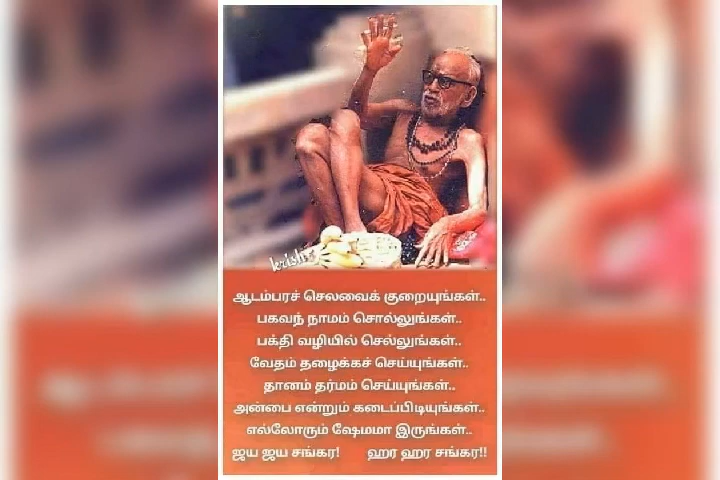 krish
ஆடம்பரச் செலவைக் குறையுங்கள்..
பகவந் நாமம் சொல்லுங்கள்..
பக்தி வழியில் செல்லுங்கள்..
வேதம் தழைக்கச் செய்யுங்கள்..
தானம் தர்மம் செய்யுங்கள்..
அன்பை என்றும் கடைப்பிடியுங்கள்..
எல்லோரும் ஷேமமா இருங்கள்..
ஜய ஜய சங்கர! ஹர ஹர சங்கர!!